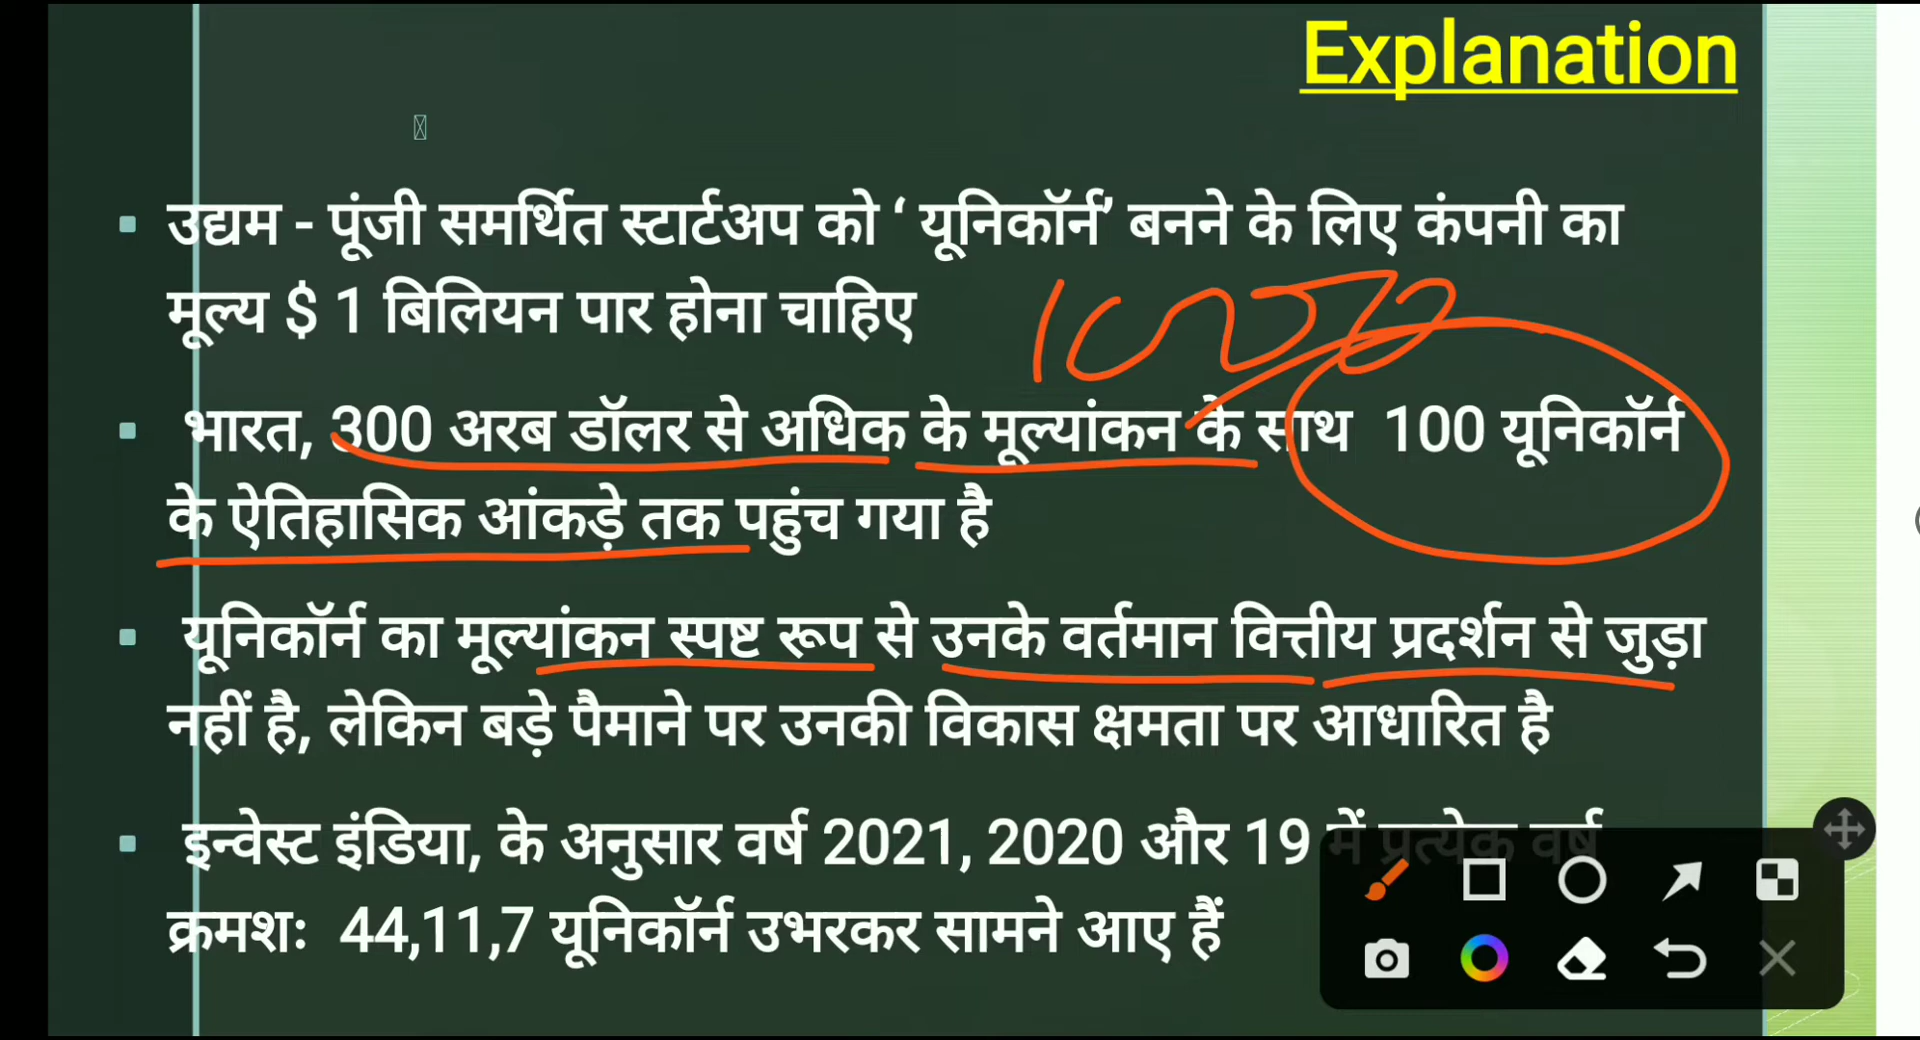 Explanation
उद्यम - पूंजी समर्थित स्टार्टअप को ‘ यूनिकॉर्न’ बनने के लिए कंपनी का
मूल्य $ 1 बिलियन पार होना चाहिए
भारत, 300 अरब डॉलर से अधिक के मूल्यांकन के साथ 100 यूनिकॉर्न
के ऐतिहासिक आंकड़े तक पहुंच गया है
यूनिकॉर्न का मूल्यांकन स्पष्ट रूप से उनके वर्तमान वित्तीय प्रदर्शन से जुड़ा
नहीं है, लेकिन बड़े पैमाने पर उनकी विकास क्षमता पर आधारित है
इन्वेस्ट इंडिया, के अनुसार वर्ष 2021, 2020 और 19 में प्रत्येक वर्ष
क्रमशः 44,11,7 यूनिकॉर्न उभरकर सामने आए हैं